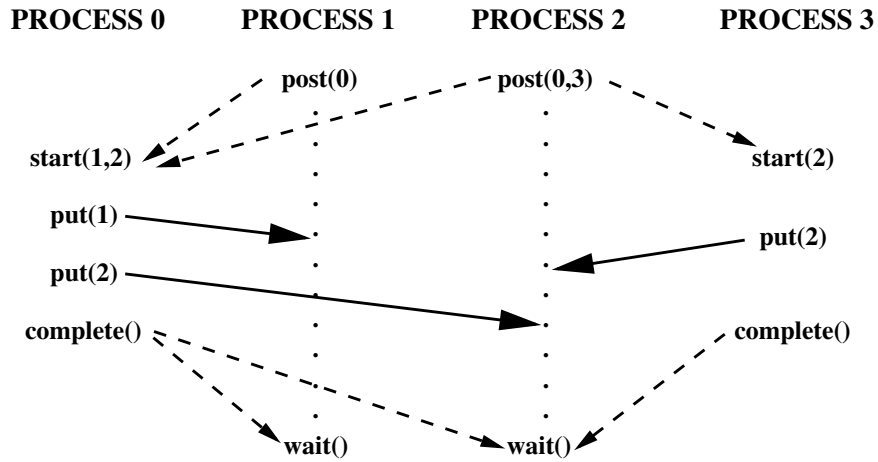 PROCESS 0 PROCESS 1 PROCESS 2 PROCESS 3
post(0) post(0,3)
start(1,2) start(2)
put(1)
put(2)
put(2)
complete() complete()
wait() wait()